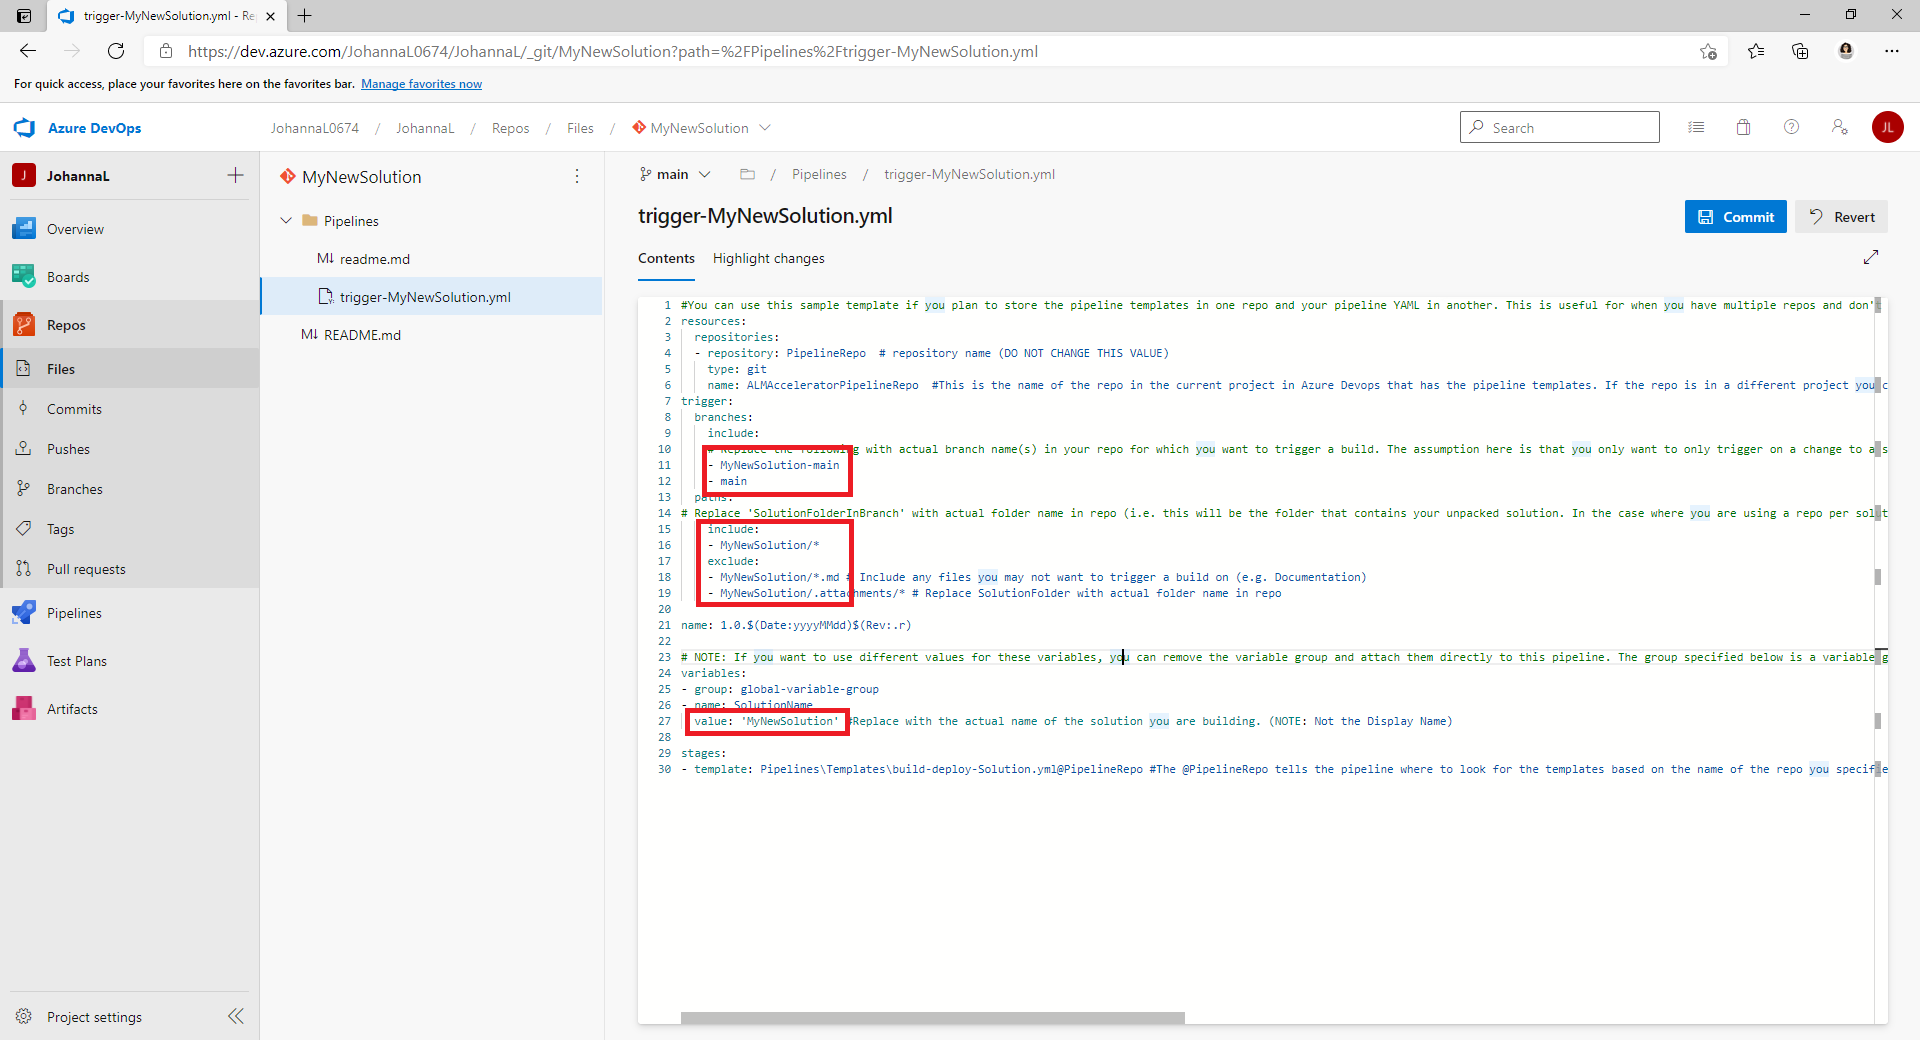 trigger-MyNewSolution.yml - Re
https://dev.azure.com/JohannaL0674/JohannaL/_git/MyNewSolution?path=%2FPipelines%2Ftrigger-MyNewSolution.yml
For quick access, place your favorites here on the favorites bar. Manage favorites now
Azure DevOps
JohannaL0674 / JohannaL / Repos / Files / MyNewSolution
Search
JL
J JohannaL
Overview
Boards
Repos
Files
Commits
Pushes
Branches
Tags
Pull requests
Pipelines
Test Plans
Artifacts
Project settings
MyNewSolution
Pipelines
M↓ readme.md
trigger-MyNewSolution.yml
M↓ README.md
main / Pipelines / trigger-MyNewSolution.yml
trigger-MyNewSolution.yml
Commit
Revert
Contents
Highlight changes
1 #You can use this sample template if you plan to store the pipeline templates in one repo and your pipeline YAML in another. This is useful for when you have multiple repos and don't
2 resources:
3 repositories:
4 - repository: PipelineRepo # repository name (DO NOT CHANGE THIS VALUE)
5 type: git
6 name: ALMAcceleratorPipelineRepo #This is the name of the repo in the current project in Azure Devops that has the pipeline templates. If the repo is in a different project you c
7 trigger:
8 branches:
9 include:
10 # Replace the following with actual branch name(s) in your repo for which you want to trigger a build. The assumption here is that you only want to only trigger on a change to a s
11 - MyNewSolution-main
12 - main
13 paths:
14 # Replace 'SolutionFolderInBranch' with actual folder name in repo (i.e. this will be the folder that contains your unpacked solution. In the case where you are using a repo per solut
15 include:
16 - MyNewSolution/*
17 exclude:
18 - MyNewSolution/*.md # Include any files you may not want to trigger a build on (e.g. Documentation)
19 - MyNewSolution/.attachments/* # Replace SolutionFolder with actual folder name in repo
20
21 name: 1.0.$(Date:yyyyMMdd)$(Rev:.r)
22
23 # NOTE: If you want to use different values for these variables, you can remove the variable group and attach them directly to this pipeline. The group specified below is a variable g
24 variables:
25 - group: global-variable-group
26 - name: SolutionName
27 value: 'MyNewSolution' #Replace with the actual name of the solution you are building. (NOTE: Not the Display Name)
28
29 stages:
30 - template: Pipelines\Templates\build-deploy-Solution.yml@PipelineRepo #The @PipelineRepo tells the pipeline where to look for the templates based on the name of the repo you specifie